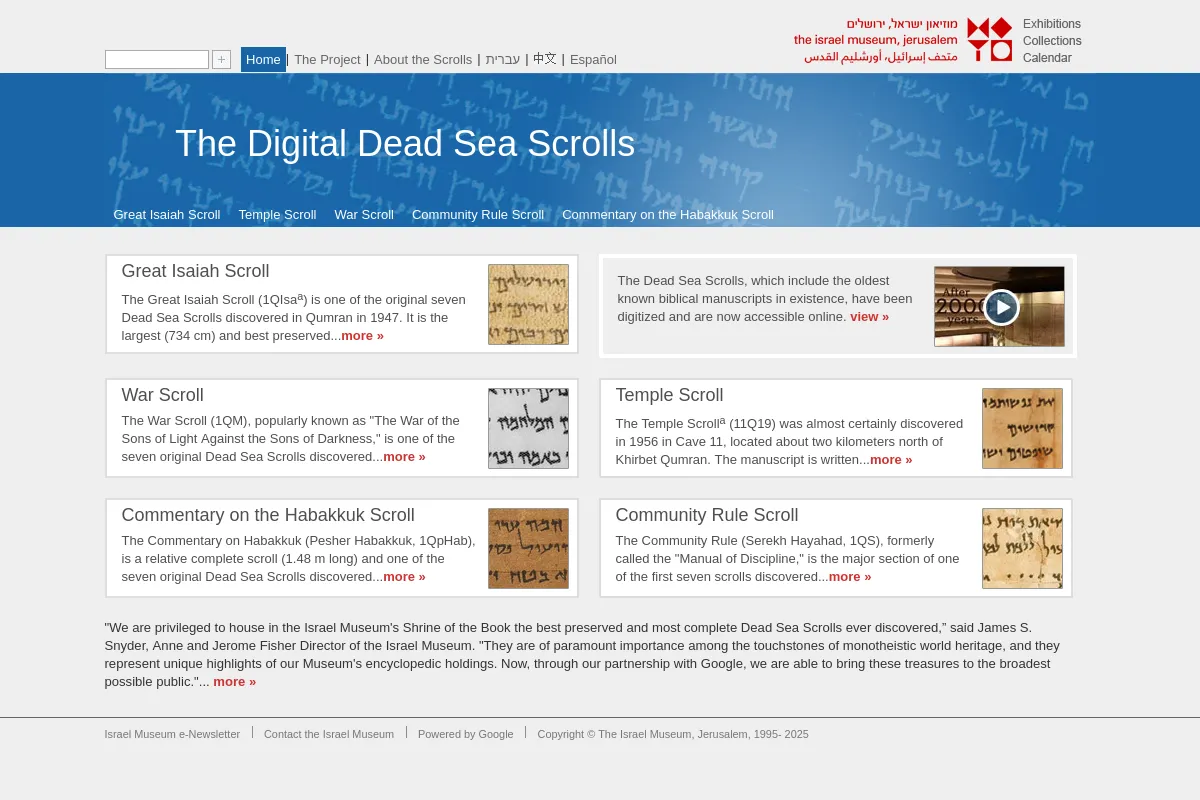 מוזיאון ישראל, ירושלים
the israel museum, jerusalem
متحف إسرائيل، أورشليم القدس
Exhibitions
Collections
Calendar
+ Home | The Project | About the Scrolls | עברית | 中文 | Español
The Digital Dead Sea Scrolls
Great Isaiah Scroll Temple Scroll War Scroll Community Rule Scroll Commentary on the Habakkuk Scroll
Great Isaiah Scroll
The Great Isaiah Scroll (1QIsaa) is one of the original seven
Dead Sea Scrolls discovered in Qumran in 1947. It is the
largest (734 cm) and best preserved...more »
The Dead Sea Scrolls, which include the oldest
known biblical manuscripts in existence, have been
digitized and are now accessible online. view »
After
2000
years
War Scroll
The War Scroll (1QM), popularly known as "The War of the
Sons of Light Against the Sons of Darkness," is one of the
seven original Dead Sea Scrolls discovered...more »
Temple Scroll
The Temple Scrolla (11Q19) was almost certainly discovered
in 1956 in Cave 11, located about two kilometers north of
Khirbet Qumran. The manuscript is written...more »
Commentary on the Habakkuk Scroll
The Commentary on Habakkuk (Pesher Habakkuk, 1QpHab),
is a relative complete scroll (1.48 m long) and one of the
seven original Dead Sea Scrolls discovered...more »
Community Rule Scroll
The Community Rule (Serekh Hayahad, 1QS), formerly
called the "Manual of Discipline," is the major section of one
of the first seven scrolls discovered...more »
"We are privileged to house in the Israel Museum's Shrine of the Book the best preserved and most complete Dead Sea Scrolls ever discovered,” said James S.
Snyder, Anne and Jerome Fisher Director of the Israel Museum. "They are of paramount importance among the touchstones of monotheistic world heritage, and they
represent unique highlights of our Museum's encyclopedic holdings. Now, through our partnership with Google, we are able to bring these treasures to the broadest
possible public."... more »
Israel Museum e-Newsletter | Contact the Israel Museum | Powered by Google | Copyright © The Israel Museum, Jerusalem, 1995- 2025